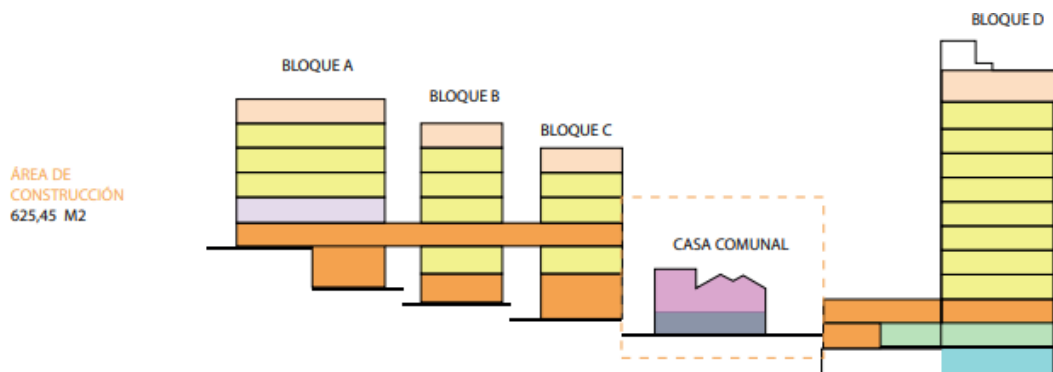 BLOQUE D
BLOQUE A
BLOQUE B
BLOQUE C
ÁREA DE
CONSTRUCCIÓN
625,45 M2
CASA COMUNAL